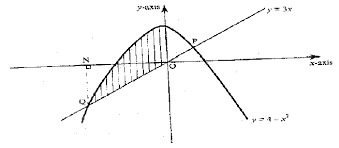 y-axis
y = 3x
P
N
O
x-axis
Q
y = 4 - x²